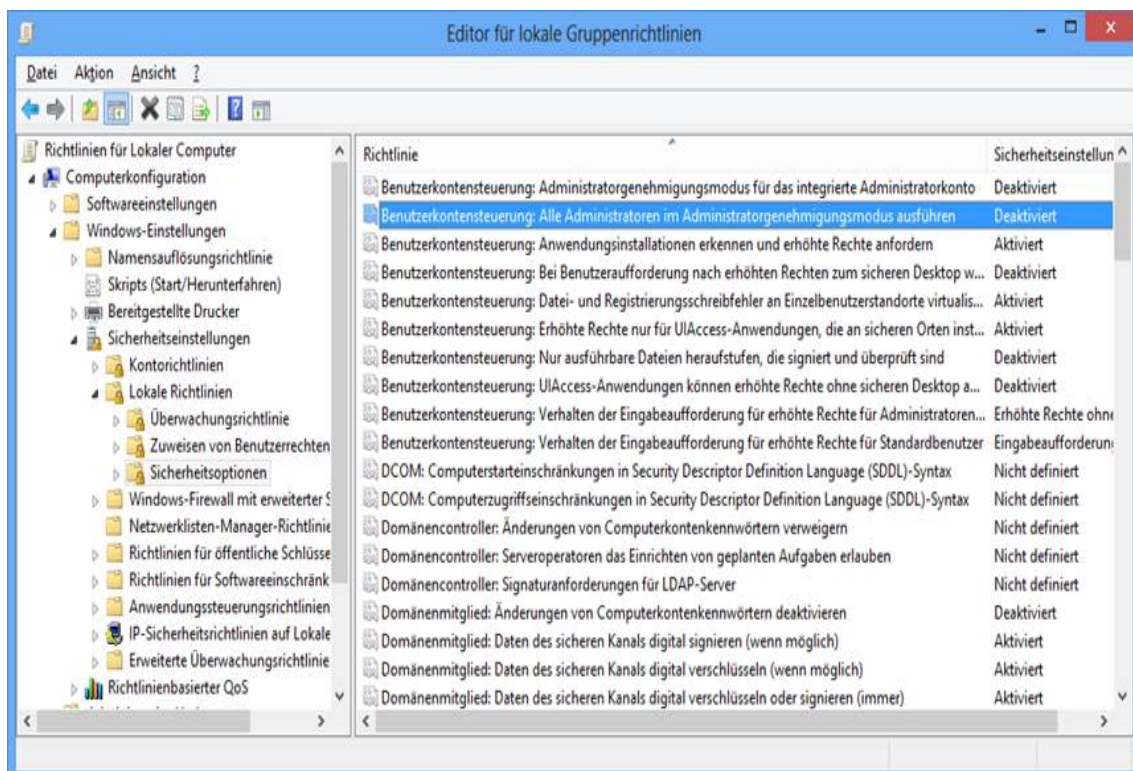 Editor für lokale Gruppenrichtlinien
Datei Aktion Ansicht ?
Richtlinien für Lokaler Computer
Computerkonfiguration
Softwareeinstellungen
Windows-Einstellungen
Namensauflösungsrichtlinie
Skripts (Start/Herunterfahren)
Bereitgestellte Drucker
Sicherheitseinstellungen
Kontorichtlinien
Lokale Richtlinien
Überwachungsrichtlinie
Zuweisen von Benutzerrechten
Sicherheitsoptionen
Windows-Firewall mit erweiterter S
Netzwerklisten-Manager-Richtlinie
Richtlinien für öffentliche Schlüsse
Richtlinien für Softwareeinschränk
Anwendungssteuerungsrichtlinien
IP-Sicherheitsrichtlinien auf Lokale
Erweiterte Überwachungsrichtlinie
Richtlinienbasierter QoS
Richtlinie Sicherheitseinstellun
Benutzerkontensteuerung: Administratorgenehmigungsmodus für das integrierte Administratorkonto Deaktiviert
Benutzerkontensteuerung: Alle Administratoren im Administratorgenehmigungsmodus ausführen Deaktiviert
Benutzerkontensteuerung: Anwendungsinstallationen erkennen und erhöhte Rechte anfordern Aktiviert
Benutzerkontensteuerung: Bei Benutzeraufforderung nach erhöhten Rechten zum sicheren Desktop w... Deaktiviert
Benutzerkontensteuerung: Datei- und Registrierungsschreibfehler an Einzelbenutzerstandorte virtualis... Aktiviert
Benutzerkontensteuerung: Erhöhte Rechte nur für UIAccess-Anwendungen, die an sicheren Orten inst... Aktiviert
Benutzerkontensteuerung: Nur ausführbare Dateien heraufstufen, die signiert und überprüft sind Deaktiviert
Benutzerkontensteuerung: UIAccess-Anwendungen können erhöhte Rechte ohne sicheren Desktop a... Deaktiviert
Benutzerkontensteuerung: Verhalten der Eingabeaufforderung für erhöhte Rechte für Administratoren... Erhöhte Rechte ohne
Benutzerkontensteuerung: Verhalten der Eingabeaufforderung für erhöhte Rechte für Standardbenutzer Eingabeaufforderung
DCOM: Computerstarteinschränkungen in Security Descriptor Definition Language (SDDL)-Syntax Nicht definiert
DCOM: Computerzugriffseinschränkungen in Security Descriptor Definition Language (SDDL)-Syntax Nicht definiert
Domänencontroller: Änderungen von Computerkontenkennwörtern verweigern Nicht definiert
Domänencontroller: Serveroperatoren das Einrichten von geplanten Aufgaben erlauben Nicht definiert
Domänencontroller: Signaturanforderungen für LDAP-Server Nicht definiert
Domänenmitglied: Änderungen von Computerkontenkennwörtern deaktivieren Deaktiviert
Domänenmitglied: Daten des sicheren Kanals digital signieren (wenn möglich) Aktiviert
Domänenmitglied: Daten des sicheren Kanals digital verschlüsseln (wenn möglich) Aktiviert
Domänenmitglied: Daten des sicheren Kanals digital verschlüsseln oder signieren (immer) Aktiviert